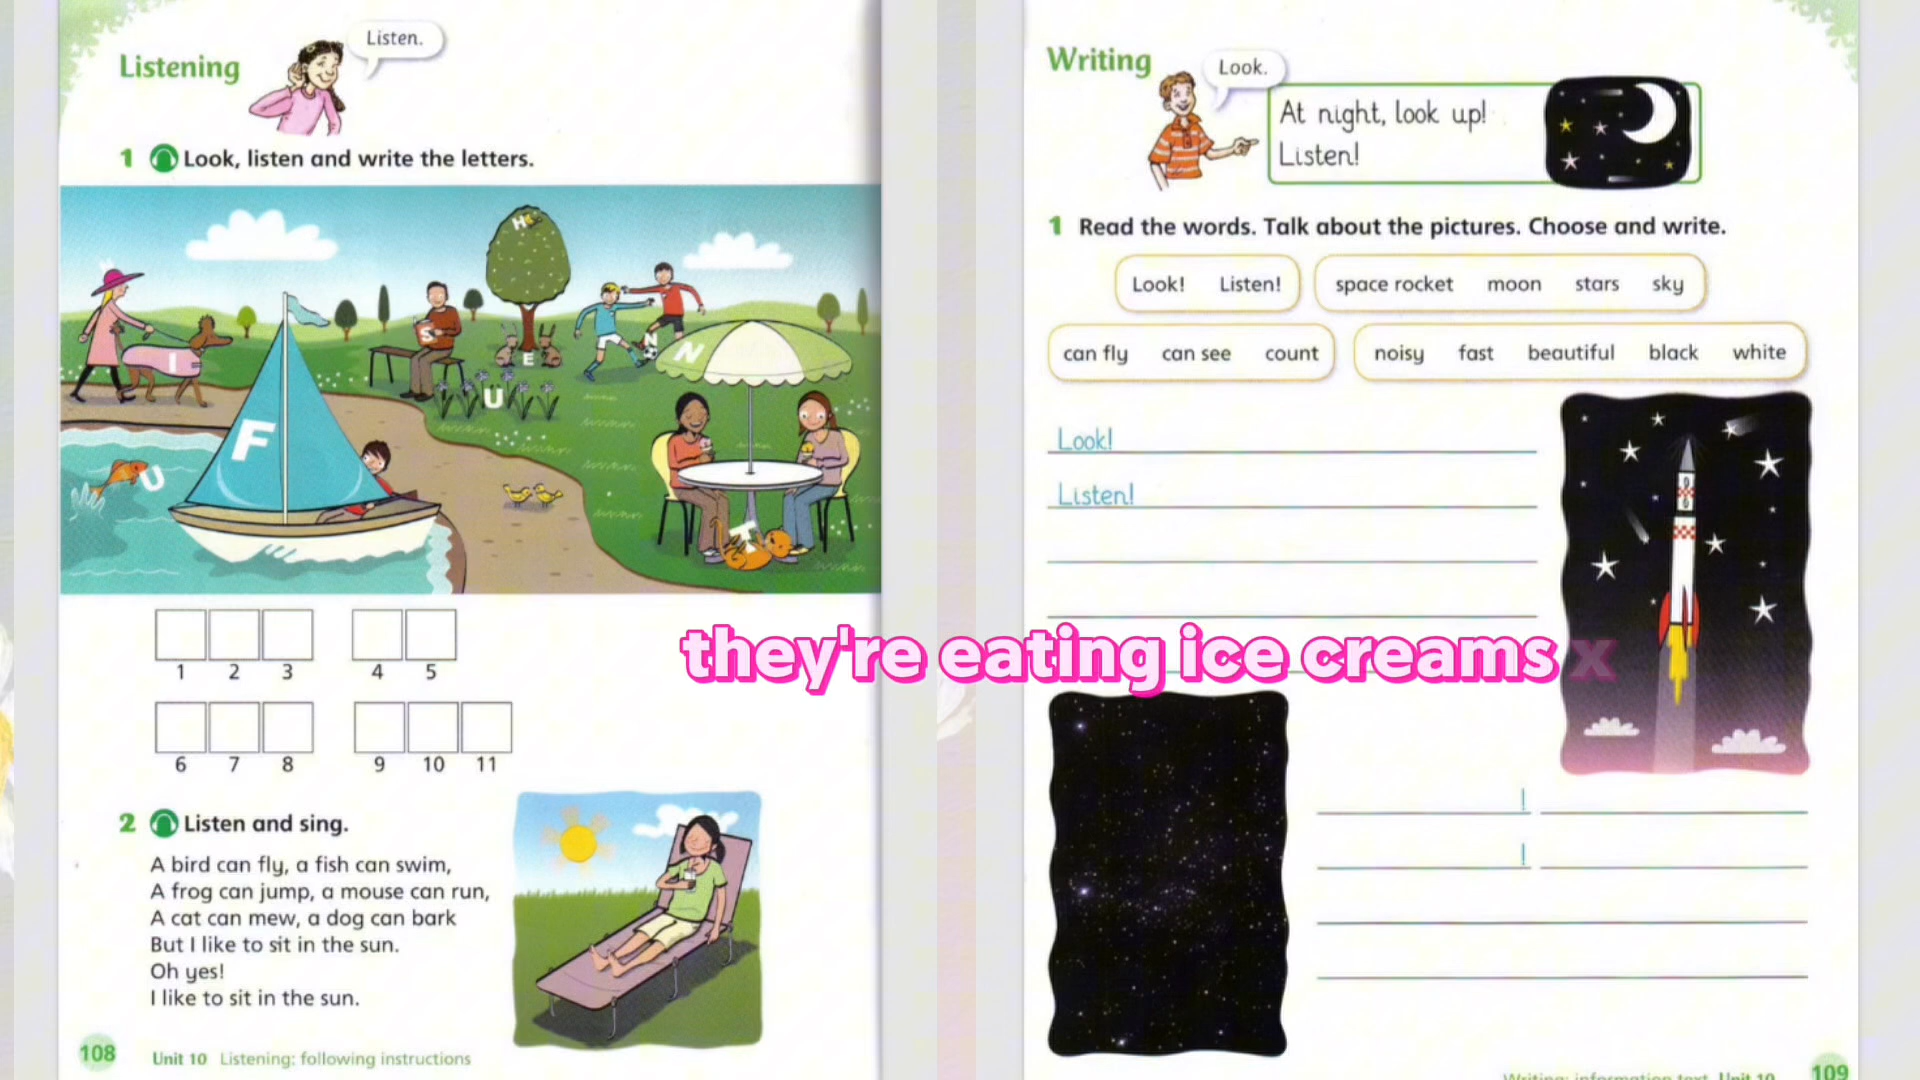 Listening
Listen.
1 Look, listen and write the letters.
H
I
S
E
N
N
U
F
U
T
1 2 3 4 5
6 7 8 9 10 11
2 Listen and sing.
A bird can fly, a fish can swim,
A frog can jump, a mouse can run,
A cat can mew, a dog can bark
But I like to sit in the sun.
Oh yes!
I like to sit in the sun.
108 Unit 10 Listening: following instructions
Writing
Look.
At night, look up!
Listen!
1 Read the words. Talk about the pictures. Choose and write.
Look! Listen! space rocket moon stars sky
can fly can see count noisy fast beautiful black white
Look!
Listen!
they're eating ice creams x
!
!
Writing: information text Unit 10 109